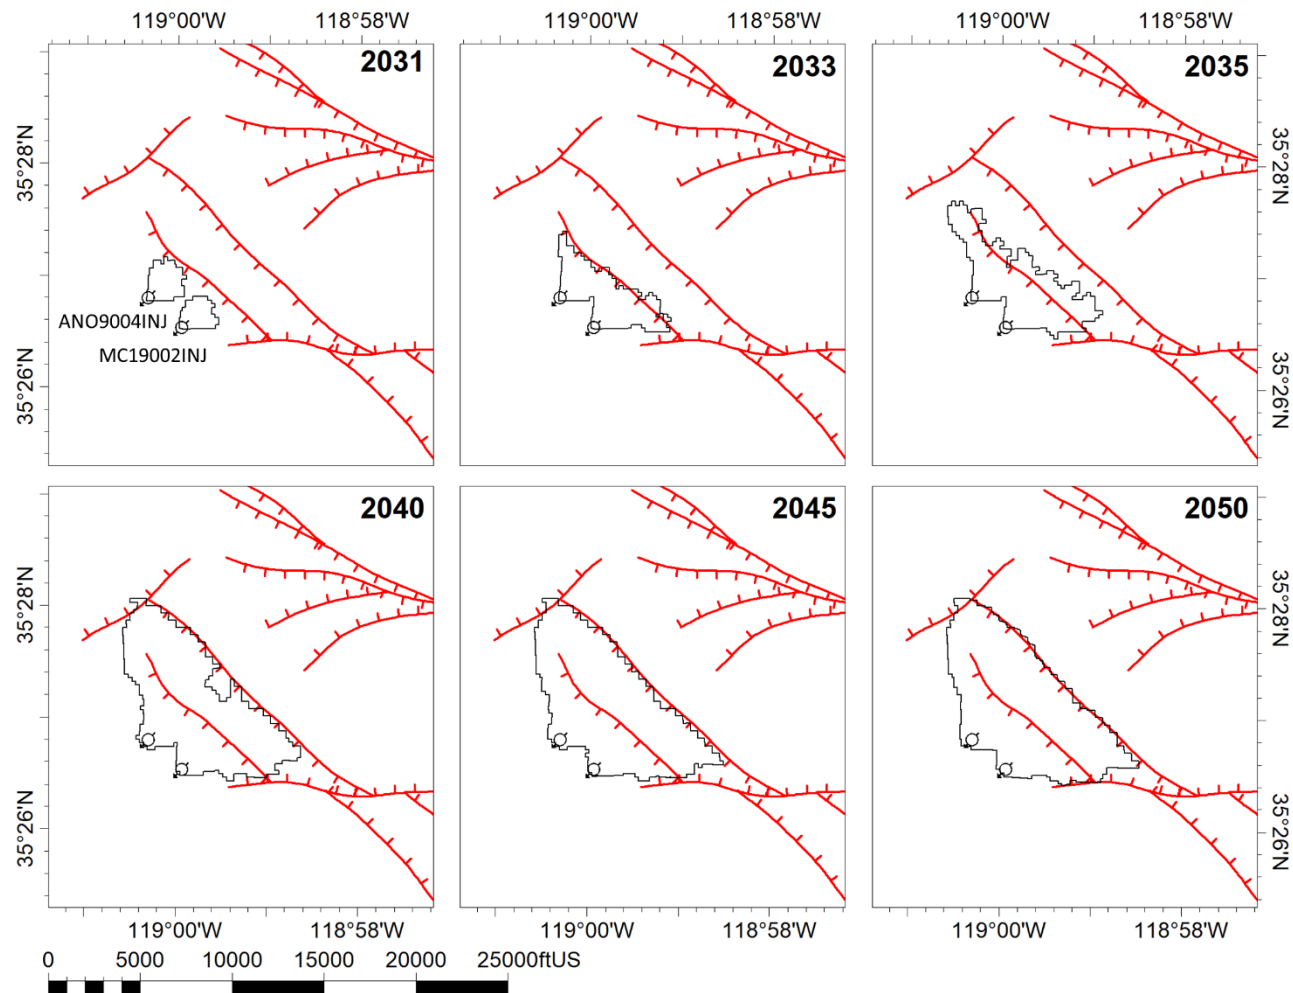 119°00'W 118°58'W 119°00'W 118°58'W 119°00'W 118°58'W
2031 2033 2035
35°28'N 35°28'N
ANO9004INJ
MC19002INJ
35°26'N 35°26'N
2040 2045 2050
35°28'N 35°28'N
35°26'N 35°26'N
119°00'W 118°58'W 119°00'W 118°58'W 119°00'W 118°58'W
0 5000 10000 15000 20000 25000ftUS